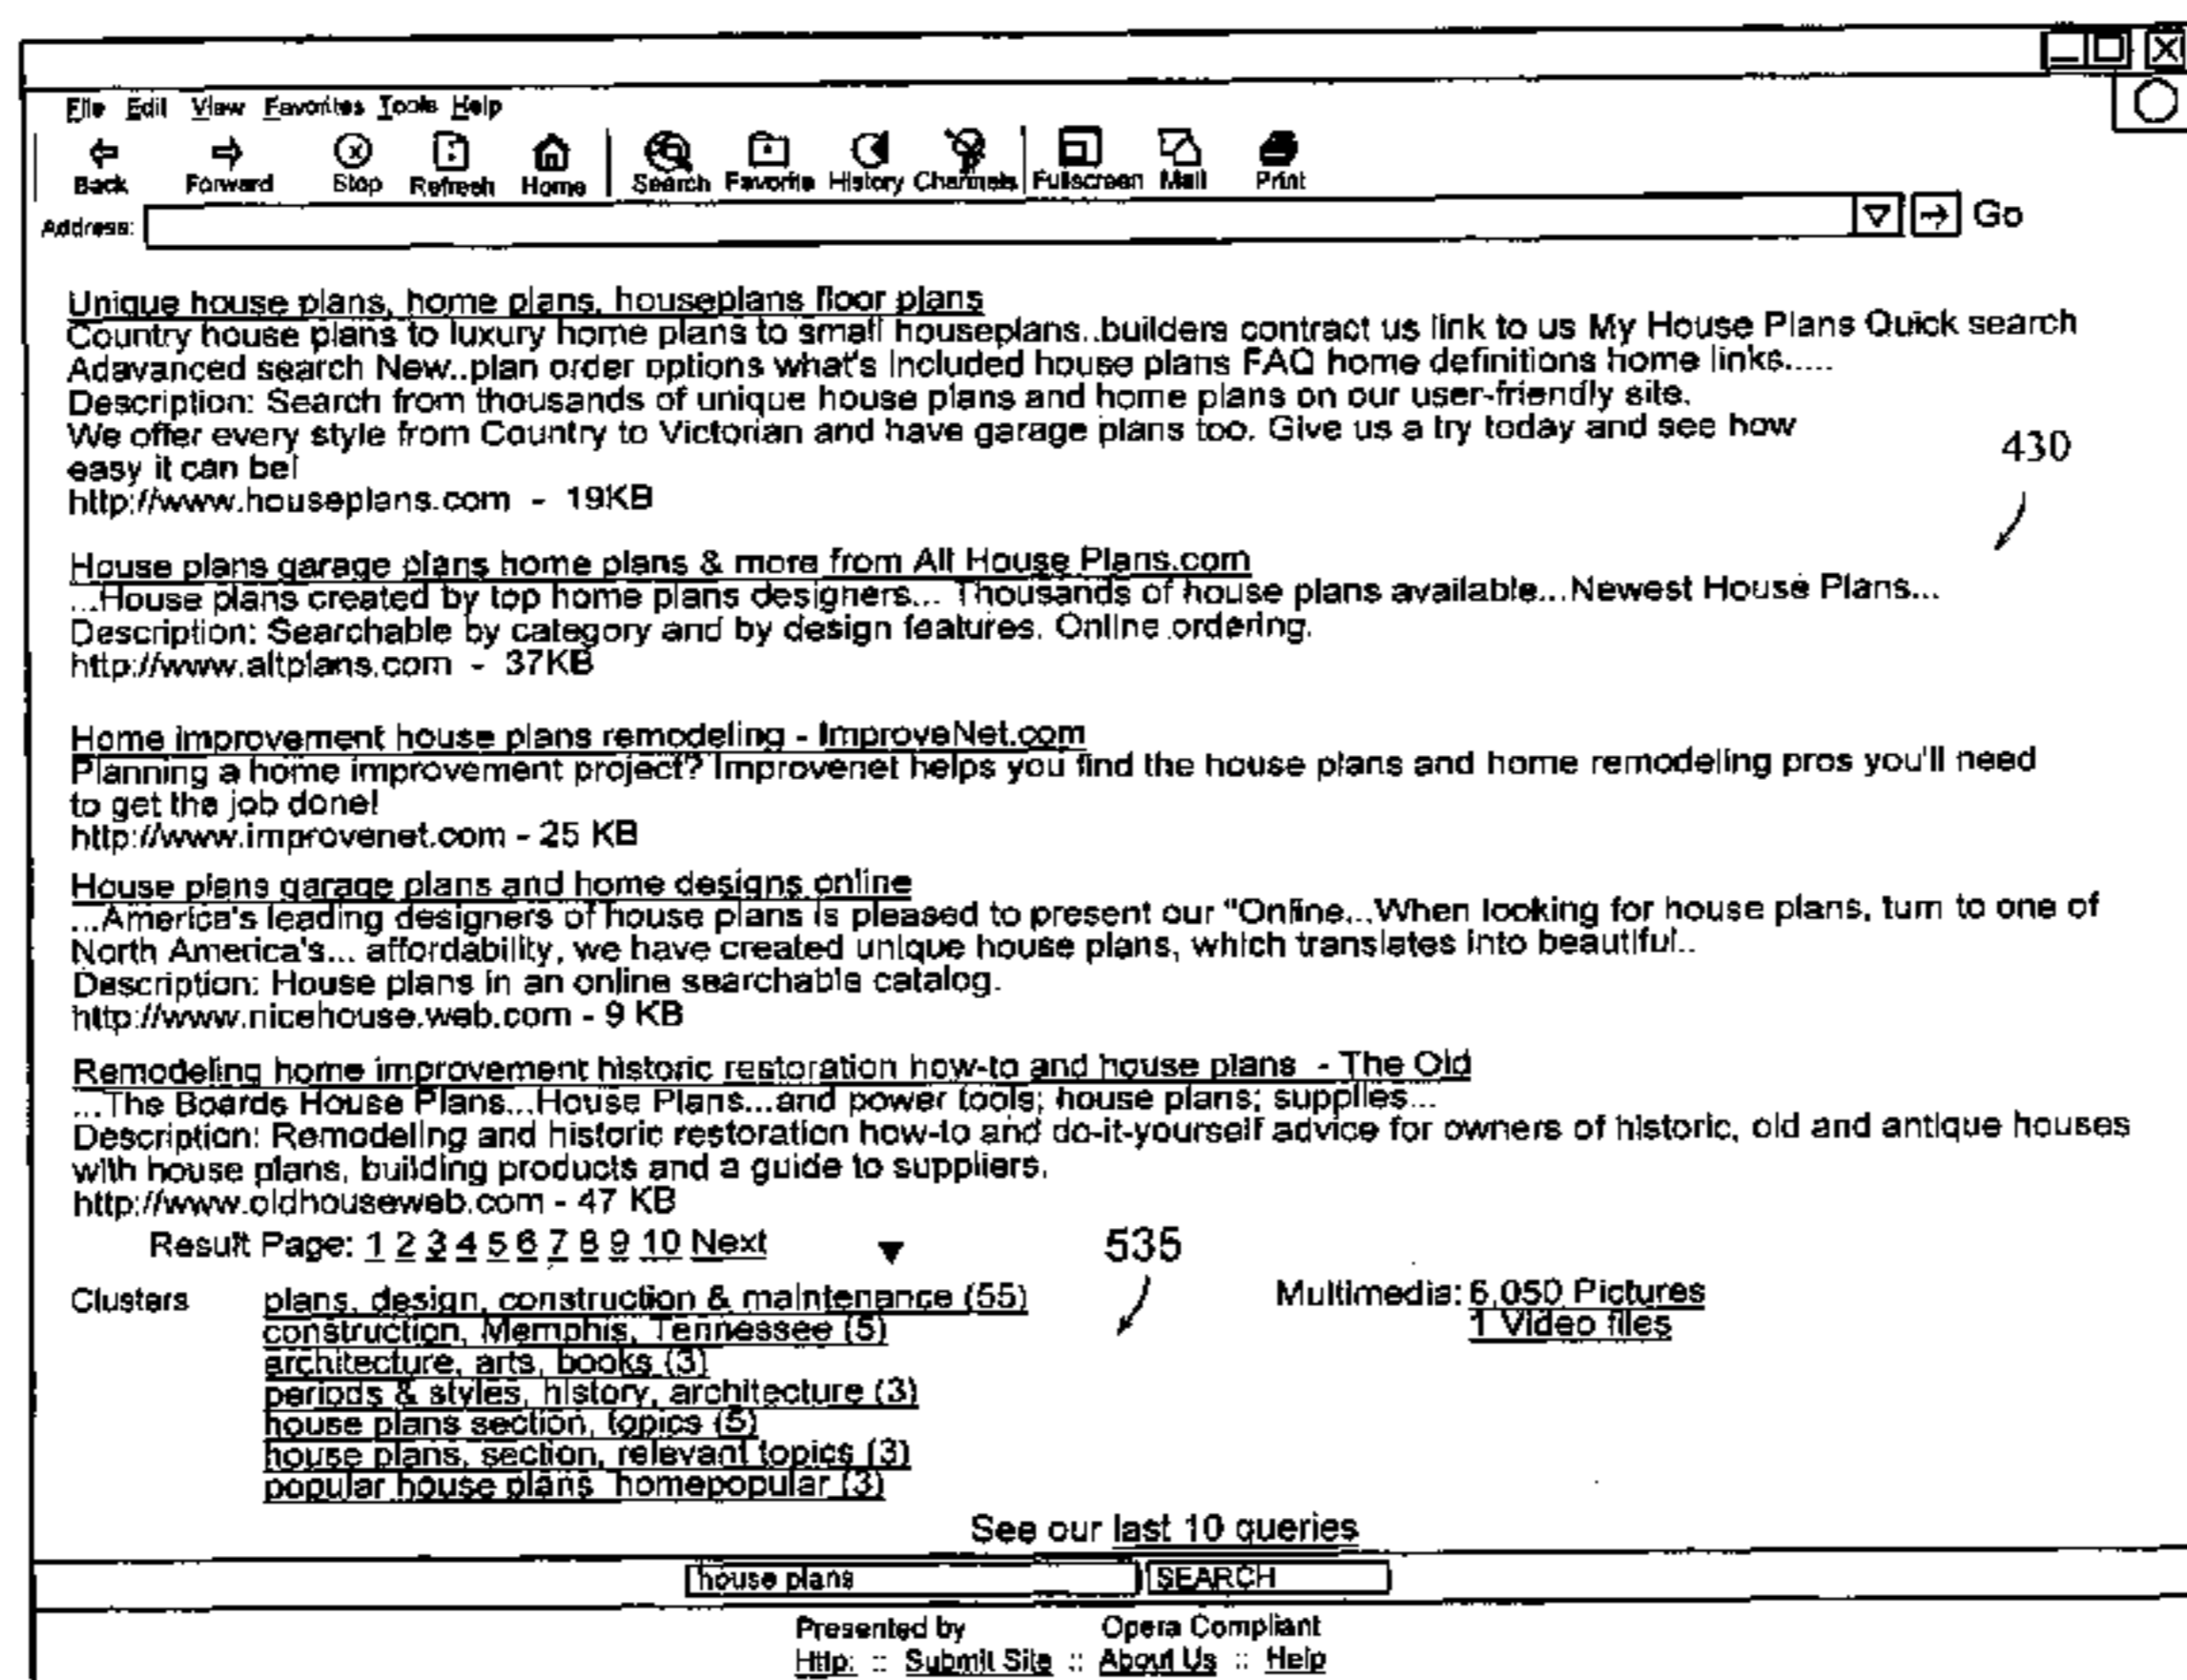 File Edit View Favorites Tools Help
Back Forward Stop Refresh Home Search Favorite History Channels Fullscreen Mail Print
Address: Go
Unique house plans, home plans, houseplans floor plans
Country house plans to luxury home plans to small houseplans..builders contract us link to us My House Plans Quick search
Adavanced search New..plan order options what's Included house plans FAQ home definitions home links.....
Description: Search from thousands of unique house plans and home plans on our user-friendly site.
We offer every style from Country to Victorian and have garage plans too. Give us a try today and see how
easy it can be!
http://www.houseplans.com - 19KB
430
House plans garage plans home plans & more from Alt House Plans.com
...House plans created by top home plans designers... Thousands of house plans available...Newest House Plans...
Description: Searchable by category and by design features. Online ordering.
http://www.altplans.com - 37KB
Home improvement house plans remodeling - ImproveNet.com
Planning a home improvement project? Improvenet helps you find the house plans and home remodeling pros you'll need
to get the job done!
http://www.improvenet.com - 25 KB
House plans garage plans and home designs online
...America's leading designers of house plans is pleased to present our "Online...When looking for house plans, turn to one of
North America's... affordability, we have created unique house plans, which translates into beautiful..
Description: House plans in an online searchable catalog.
http://www.nicehouse.web.com - 9 KB
Remodeling home improvement historic restoration how-to and house plans - The Old
...The Boards House Plans...House Plans...and power tools; house plans; supplies...
Description: Remodeling and historic restoration how-to and do-it-yourself advice for owners of historic, old and antique houses
with house plans, building products and a guide to suppliers.
http://www.oldhouseweb.com - 47 KB
Result Page: 1 2 3 4 5 6 7 8 9 10 Next
535
Clusters plans, design, construction & maintenance (55)
construction, Memphis, Tennessee (5)
architecture, arts, books (3)
periods & styles, history, architecture (3)
house plans section, topics (5)
house plans, section, relevant topics (3)
popular house plans homepopular (3)
Multimedia: 6,050 Pictures
1 Video files
See our last 10 queries
house plans SEARCH
Presented by Opera Compliant
Http: :: Submit Site :: About Us :: Help